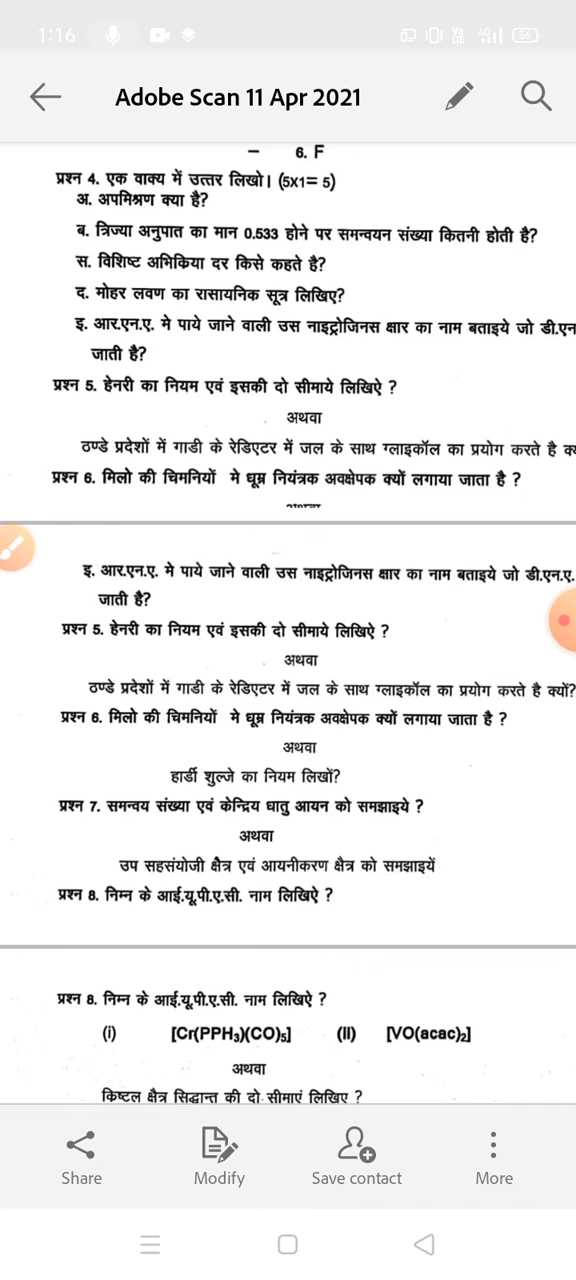 1:16
56
Adobe Scan 11 Apr 2021
– 6. F
प्रश्न 4. एक वाक्य में उत्तर लिखो। (5x1= 5)
अ. अपमिश्रण क्या है?
ब. त्रिज्या अनुपात का मान 0.533 होने पर समन्वयन संख्या कितनी होती है?
स. विशिष्ट अभिकिया दर किसे कहते है?
द. मोहर लवण का रासायनिक सूत्र लिखिए?
इ. आर.एन.ए. मे पाये जाने वाली उस नाइट्रोजिनस क्षार का नाम बताइये जो डी.एन
जाती है?
प्रश्न 5. हेनरी का नियम एवं इसकी दो सीमाये लिखिऐ ?
अथवा
ठण्डे प्रदेशों में गाडी के रेडिएटर में जल के साथ ग्लाइकॉल का प्रयोग करते है
प्रश्न 6. मिलो की चिमनियों मे धूम्र नियंत्रक अवक्षेपक क्यों लगाया जाता है ?
इ. आर.एन.ए. मे पाये जाने वाली उस नाइट्रोजिनस क्षार का नाम बताइये जो डी.एन.ए.
जाती है?
प्रश्न 5. हेनरी का नियम एवं इसकी दो सीमाये लिखिऐ ?
अथवा
ठण्डे प्रदेशों में गाडी के रेडिएटर में जल के साथ ग्लाइकॉल का प्रयोग करते है क्यों?
प्रश्न 6. मिलो की चिमनियों मे धूम्र नियंत्रक अवक्षेपक क्यों लगाया जाता है ?
अथवा
हार्डी शुल्जे का नियम लिखों?
प्रश्न 7. समन्वय संख्या एवं केन्द्रिय धातु आयन को समझाइये ?
अथवा
उप सहसंयोजी क्षैत्र एवं आयनीकरण क्षैत्र को समझाइयें
प्रश्न 8. निम्न के आई.यू.पी.ए.सी. नाम लिखिऐ ?
प्रश्न 8. निम्न के आई.यू.पी.ए.सी. नाम लिखिऐ ?
(i) [Cr(PPH₃)(CO)₅] (II) [VO(acac)₂]
अथवा
किष्टल क्षैत्र सिद्धान्त की दो सीमाएं लिखिए ?
Share Modify Save contact More